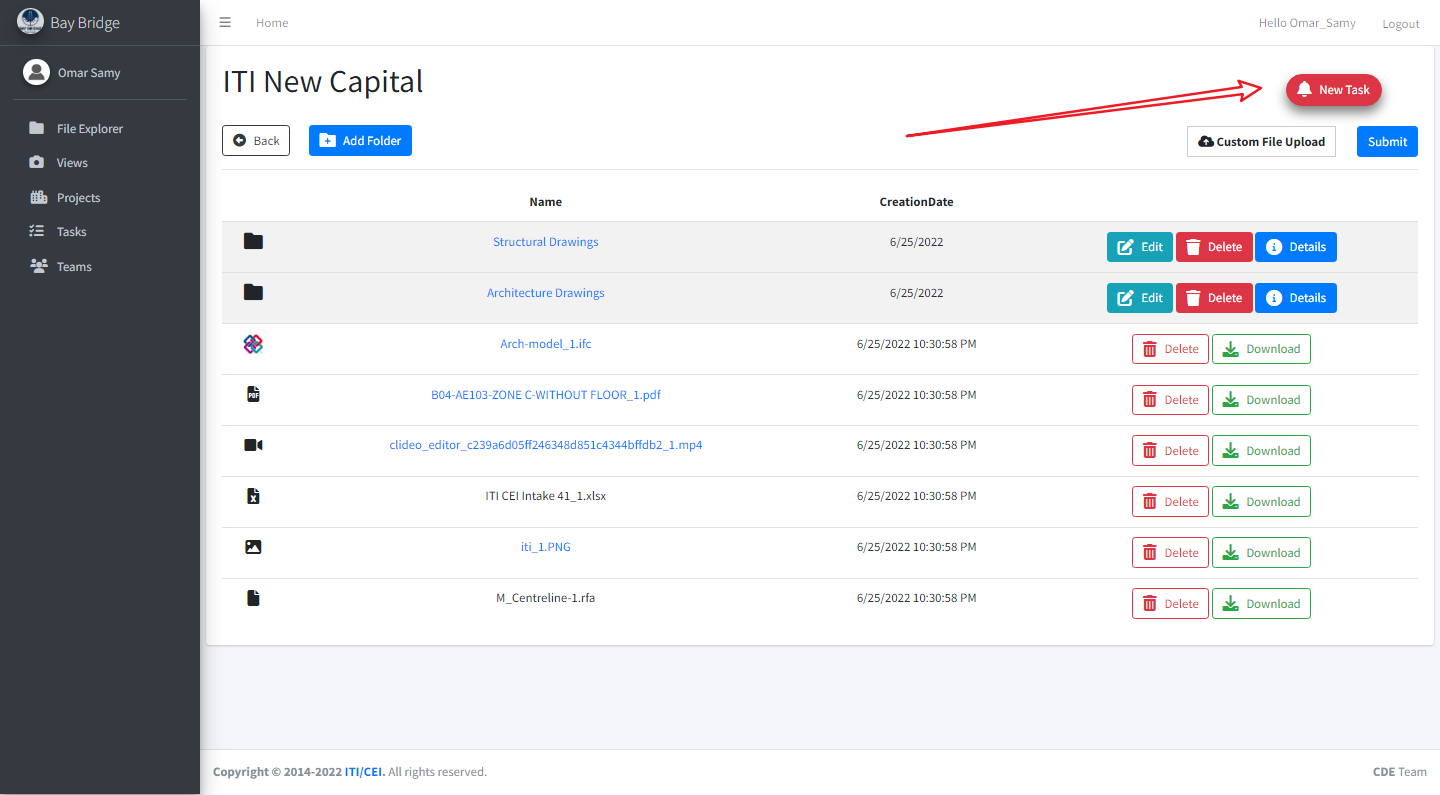 Bay Bridge
Home
Hello Omar_Samy
Logout
Omar Samy
File Explorer
Views
Projects
Tasks
Teams
ITI New Capital
New Task
Back
Add Folder
Custom File Upload
Submit
Name CreationDate
Structural Drawings 6/25/2022 Edit Delete Details
Architecture Drawings 6/25/2022 Edit Delete Details
Arch-model_1.ifc 6/25/2022 10:30:58 PM Delete Download
PDF B04-AE103-ZONE C-WITHOUT FLOOR_1.pdf 6/25/2022 10:30:58 PM Delete Download
clideo_editor_c239a6d05ff246348d851c4344bffdb2_1.mp4 6/25/2022 10:30:58 PM Delete Download
X ITI CEI Intake 41_1.xlsx 6/25/2022 10:30:58 PM Delete Download
iti_1.PNG 6/25/2022 10:30:58 PM Delete Download
M_Centreline-1.rfa 6/25/2022 10:30:58 PM Delete Download
Copyright © 2014-2022 ITI/CEI. All rights reserved.
CDE Team